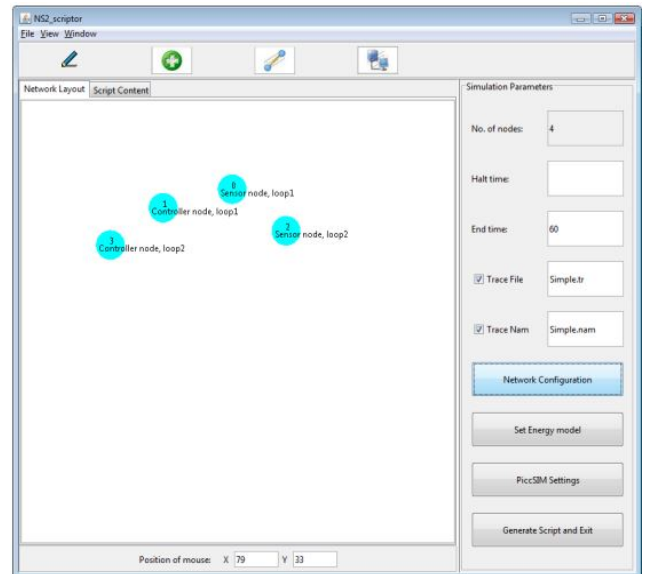 NS2_scriptor
File View Window
Network Layout Script Content
Simulation Parameters
No. of nodes: 4
Halt time:
End time: 60
Trace File Simple.tr
Trace Nam Simple.nam
Network Configuration
Set Energy model
PiccSIM Settings
Generate Script and Exit
0
Sensor node, loop1
1
Controller node, loop1
2
Sensor node, loop2
3
Controller node, loop2
Position of mouse: X 79 Y 33